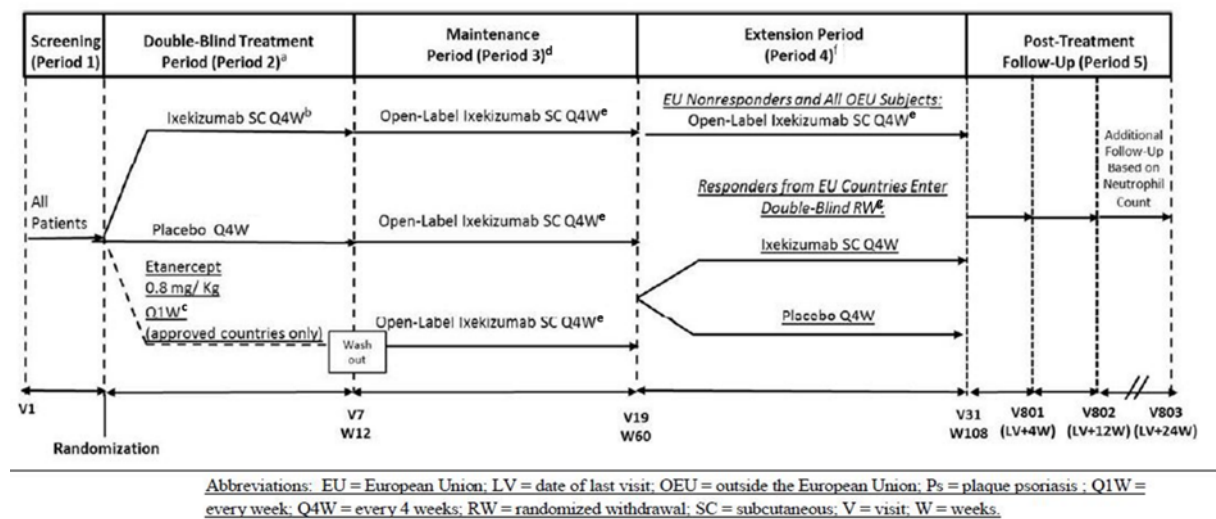 Screening
(Period 1)
Double-Blind Treatment
Period (Period 2)a
Maintenance
Period (Period 3)d
Extension Period
(Period 4)f
Post-Treatment
Follow-Up (Period 5)
All
Patients
Ixekizumab SC Q4Wb
Placebo Q4W
Etanercept
0.8 mg/ Kg
Q1Wc
(approved countries only)
Wash
out
Open-Label Ixekizumab SC Q4We
Open-Label Ixekizumab SC Q4We
Open-Label Ixekizumab SC Q4We
EU Nonresponders and All OEU Subjects:
Open-Label Ixekizumab SC Q4We
Responders from EU Countries Enter
Double-Blind RWg:
Ixekizumab SC Q4W
Placebo Q4W
Additional
Follow-Up
Based on
Neutrophil
Count
V1
Randomization
V7
W12
V19
W60
V31
W108
V801
(LV+4W)
V802
(LV+12W)
V803
(LV+24W)
Abbreviations: EU = European Union; LV = date of last visit; OEU = outside the European Union; Ps = plaque psoriasis ; Q1W =
every week; Q4W = every 4 weeks; RW = randomized withdrawal; SC = subcutaneous; V = visit; W = weeks.